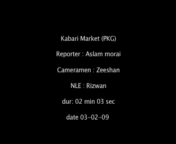 Kabari Market (PKG)
Reporter : Aslam morai
Cameramen : Zeeshan
NLE : Rizwan
dur: 02 min 03 sec
date 03-02-09